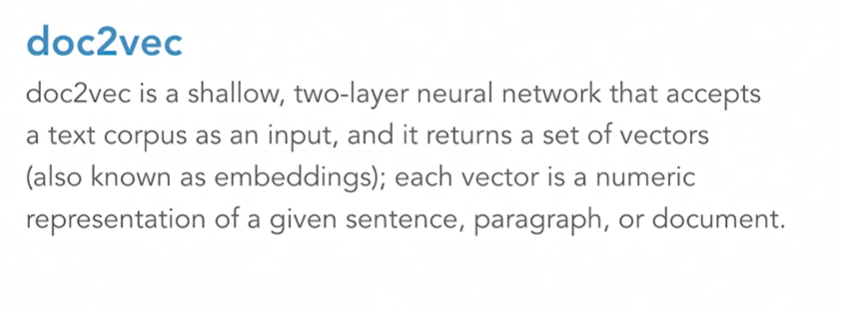 doc2vec
doc2vec is a shallow, two-layer neural network that accepts
a text corpus as an input, and it returns a set of vectors
(also known as embeddings); each vector is a numeric
representation of a given sentence, paragraph, or document.